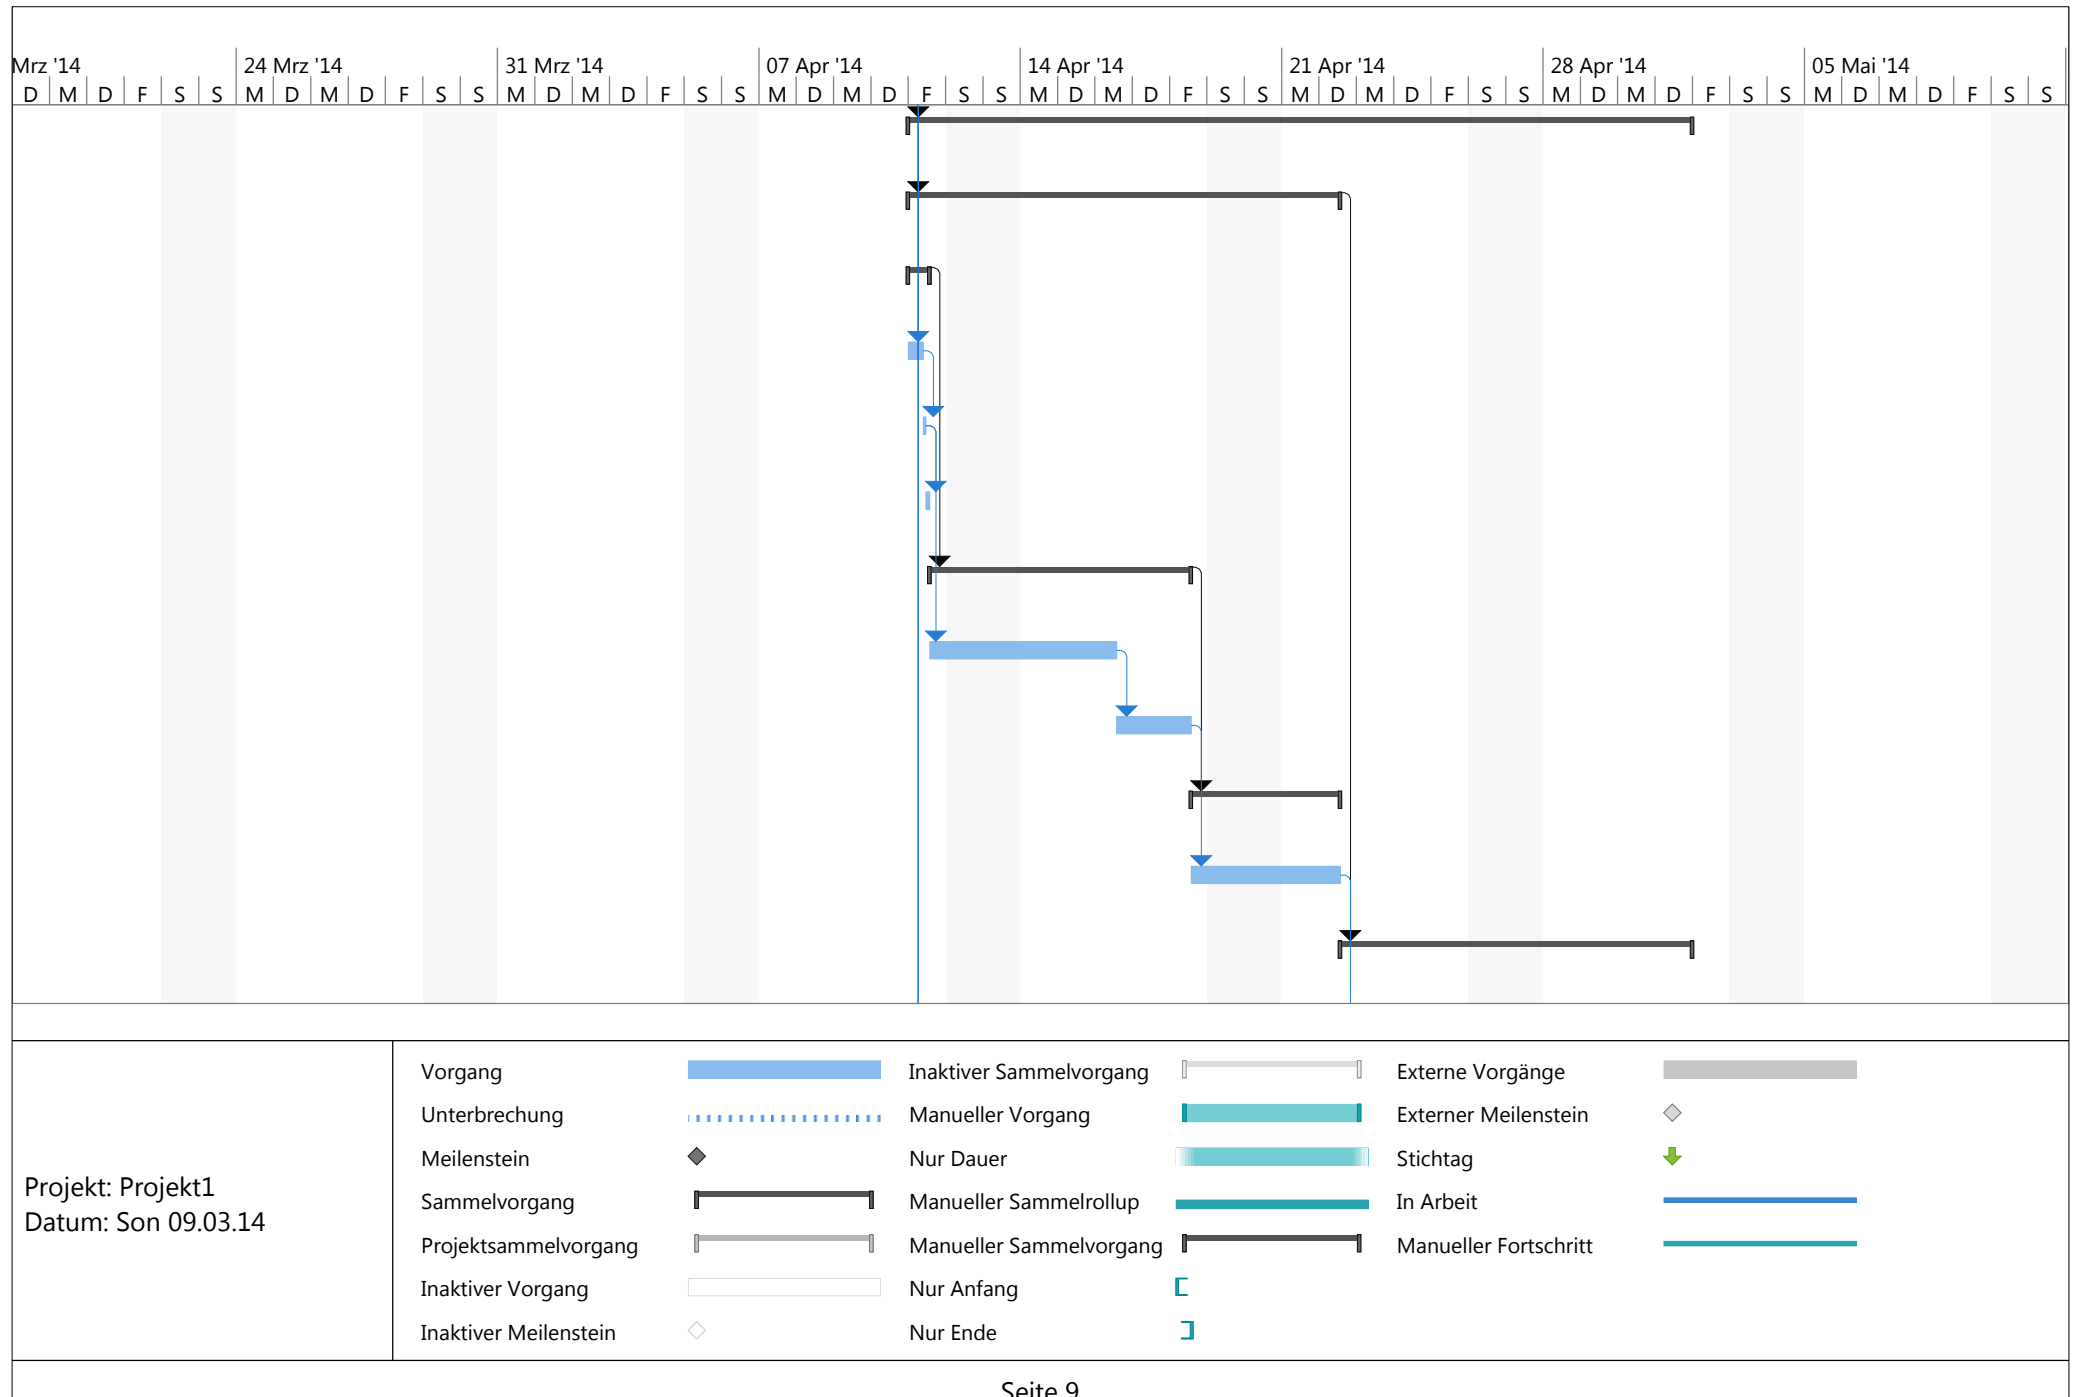 Mrz '14 24 Mrz '14 31 Mrz '14 07 Apr '14 14 Apr '14 21 Apr '14 28 Apr '14 05 Mai '14
D M D F S S M D M D F S S M D M D F S S M D M D F S S M D M D F S S M D M D F S S M D M D F S S M D M D F S S
Vorgang
Unterbrechung
Meilenstein
Sammelvorgang
Projektsammelvorgang
Inaktiver Vorgang
Inaktiver Meilenstein
Inaktiver Sammelvorgang
Manueller Vorgang
Nur Dauer
Manueller Sammelrollup
Manueller Sammelvorgang
Nur Anfang
Nur Ende
Externe Vorgänge
Externer Meilenstein
Stichtag
In Arbeit
Manueller Fortschritt
Projekt: Projekt1
Datum: Son 09.03.14
Seite 9